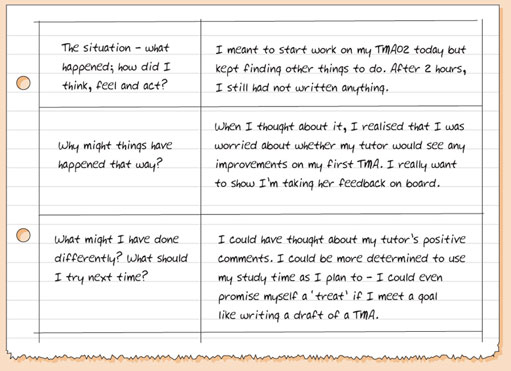 The situation – what
happened; how did I
think, feel and act?
I meant to start work on my TMA02 today but
kept finding other things to do. After 2 hours,
I still had not written anything.
Why might things have
happened that way?
When I thought about it, I realised that I was
worried about whether my tutor would see any
improvements on my first TMA. I really want
to show I'm taking her feedback on board.
What might I have done
differently? What should
I try next time?
I could have thought about my tutor's positive
comments. I could be more determined to use
my study time as I plan to – I could even
promise myself a 'treat' if I meet a goal
like writing a draft of a TMA.